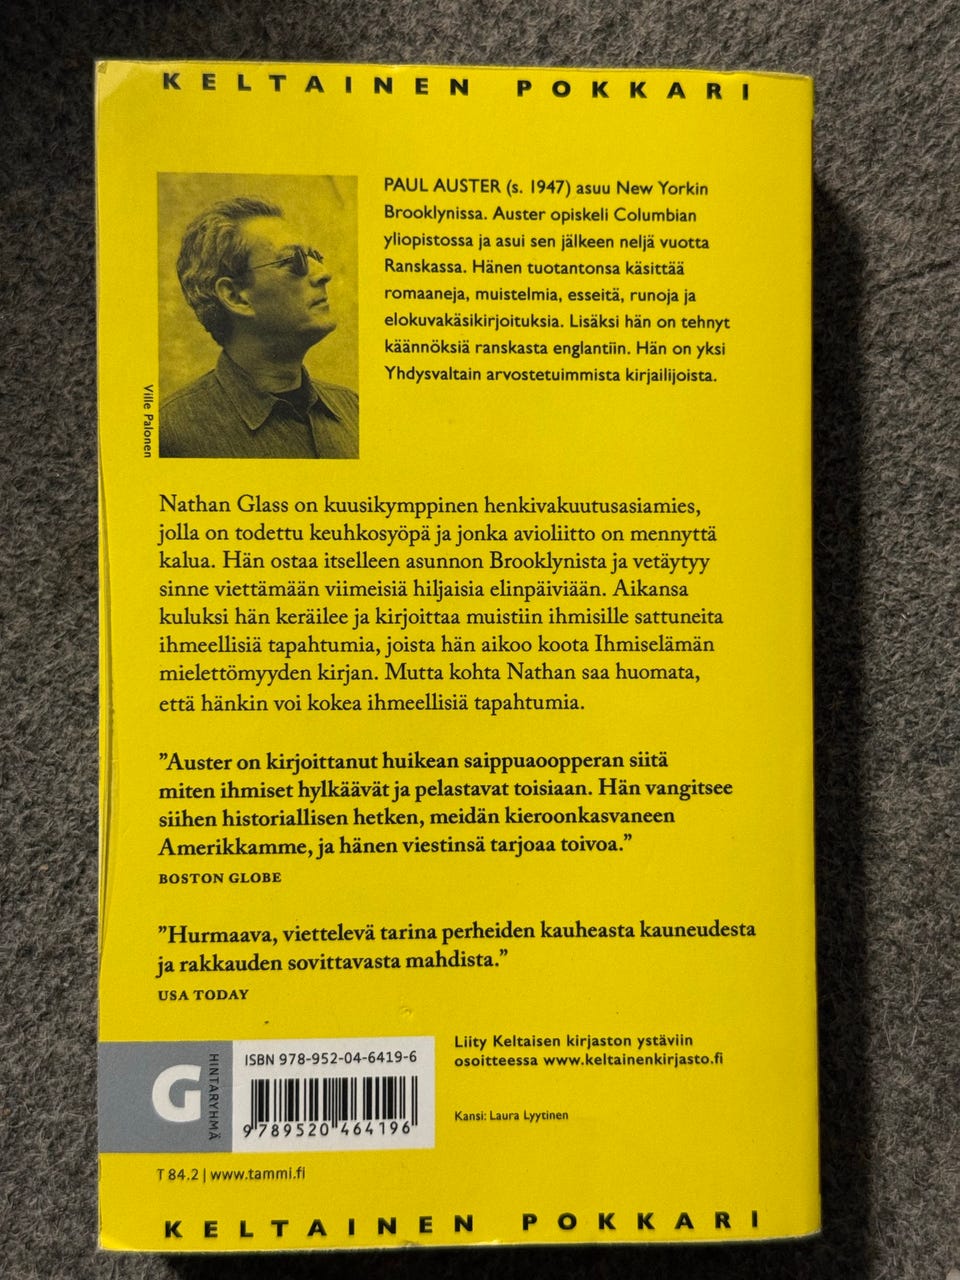 KELTAINEN POKKARI
PAUL AUSTER (s. 1947) asuu New Yorkin
Brooklynissa. Auster opiskeli Columbian
yliopistossa ja asui sen jälkeen neljä vuotta
Ranskassa. Hänen tuotantonsa käsittää
romaaneja, muistelmia, esseitä, runoja ja
elokuvakäsikirjoituksia. Lisäksi hän on tehnyt
käännöksiä ranskasta englantiin. Hän on yksi
Yhdysvaltain arvostetuimmista kirjailijoista.
Ville Palonen
Nathan Glass on kuusikymppinen henkivakuutusasiamies,
jolla on todettu keuhkosyöpä ja jonka avioliitto on mennyttä
kalua. Hän ostaa itselleen asunnon Brooklynista ja vetäytyy
sinne viettämään viimeisiä hiljaisia elinpäiviään. Aikansa
kuluksi hän keräilee ja kirjoittaa muistiin ihmisille sattuneita
ihmeellisiä tapahtumia, joista hän aikoo koota Ihmiselämän
mielettömyyden kirjan. Mutta kohta Nathan saa huomata,
että hänkin voi kokea ihmeellisiä tapahtumia.
”Auster on kirjoittanut huikean saippuaoopperan siitä
miten ihmiset hylkäävät ja pelastavat toisiaan. Hän vangitsee
siihen historiallisen hetken, meidän kieroonkasvaneen
Amerikkamme, ja hänen viestinsä tarjoaa toivoa.”
BOSTON GLOBE
”Hurmaava, viettelevä tarina perheiden kauheasta kauneudesta
ja rakkauden sovittavasta mahdista.”
USA TODAY
G
HINTARYHMÄ
ISBN 978-952-04-6419-6
9 789520 464196
Liity Keltaisen kirjaston ystäviin
osoitteessa www.keltainenkirjasto.fi
Kansi: Laura Lyytinen
T 84.2 | www.tammi.fi
KELTAINEN POKKARI